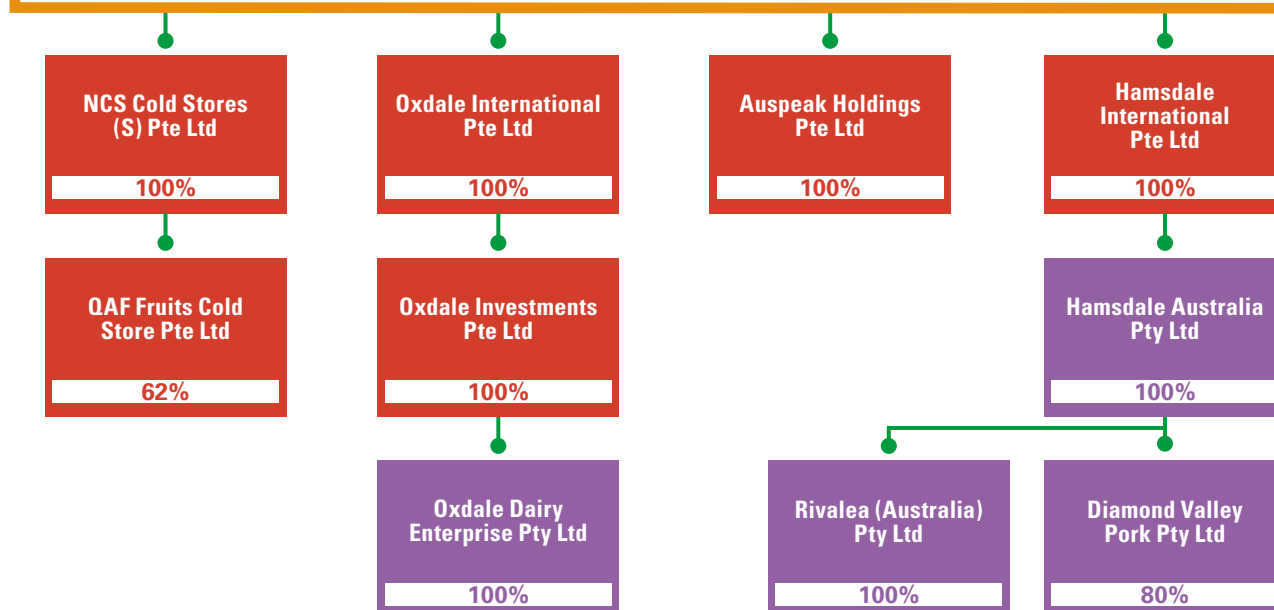 NCS Cold Stores
(S) Pte Ltd
100%
Oxdale International
Pte Ltd
100%
Auspeak Holdings
Pte Ltd
100%
Hamsdale
International
Pte Ltd
100%
QAF Fruits Cold
Store Pte Ltd
62%
Oxdale Investments
Pte Ltd
100%
Hamsdale Australia
Pty Ltd
100%
Oxdale Dairy
Enterprise Pty Ltd
100%
Rivalea (Australia)
Pty Ltd
100%
Diamond Valley
Pork Pty Ltd
80%